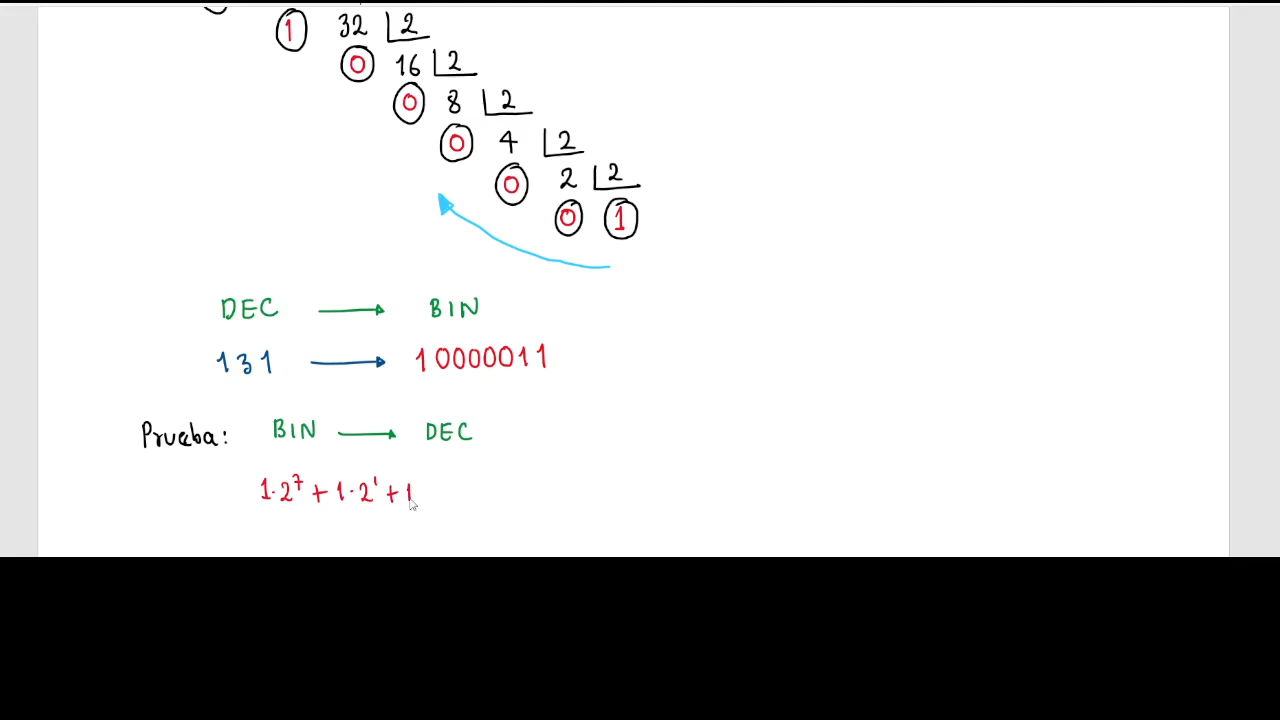 1 32 2
0 16 2
0 8 2
0 4 2
0 2 2
0 1
DEC → BIN
131 → 10000011
Prueba: BIN → DEC
1·2⁷ + 1·2¹ + 1